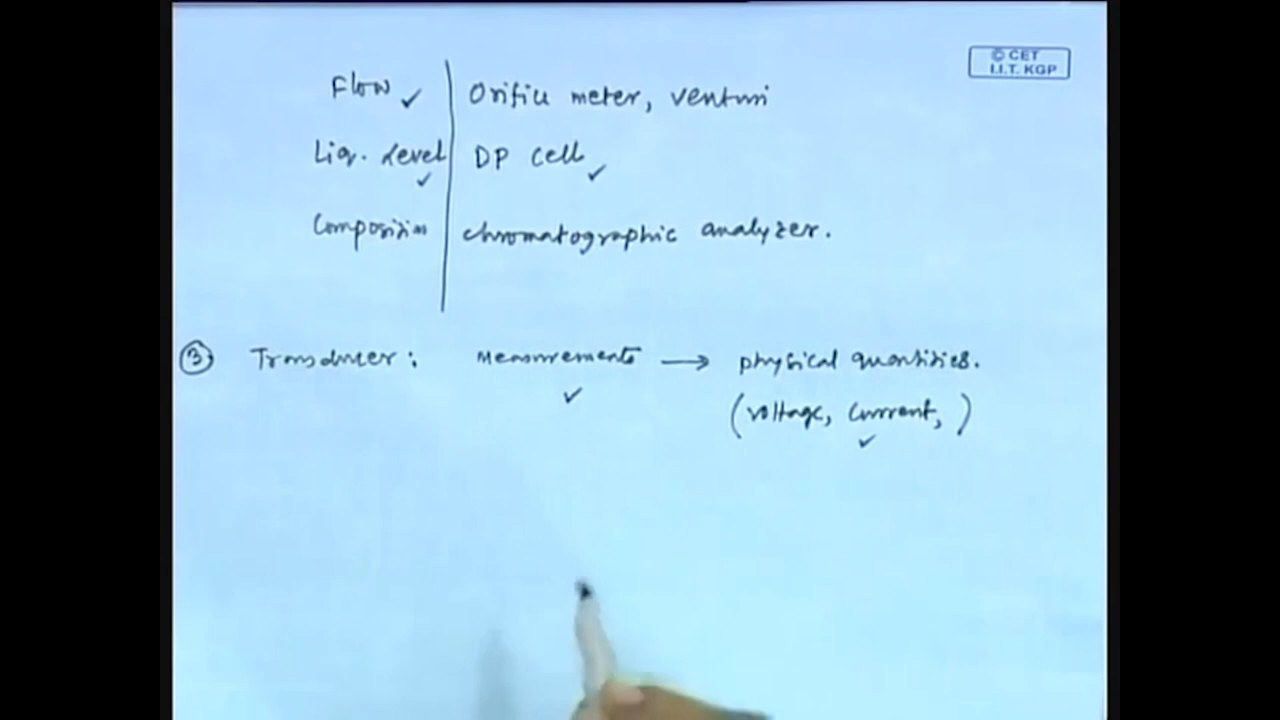 © CET
I.I.T. KGP
Flow Orifice meter, venturi
Liq. Level DP cell
Composition chromatographic analyzer.
3 Transducer: Measurements → physical quantities.
(voltage, current, )